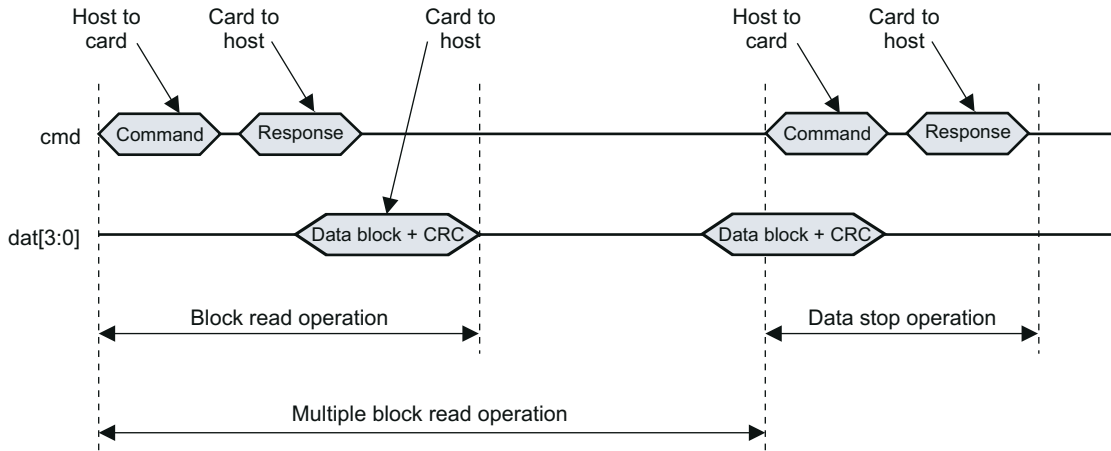 Host to
card
Card to
host
Card to
host
Host to
card
Card to
host
cmd
Command
Response
Command
Response
dat[3:0]
Data block + CRC
Data block + CRC
Block read operation
Data stop operation
Multiple block read operation